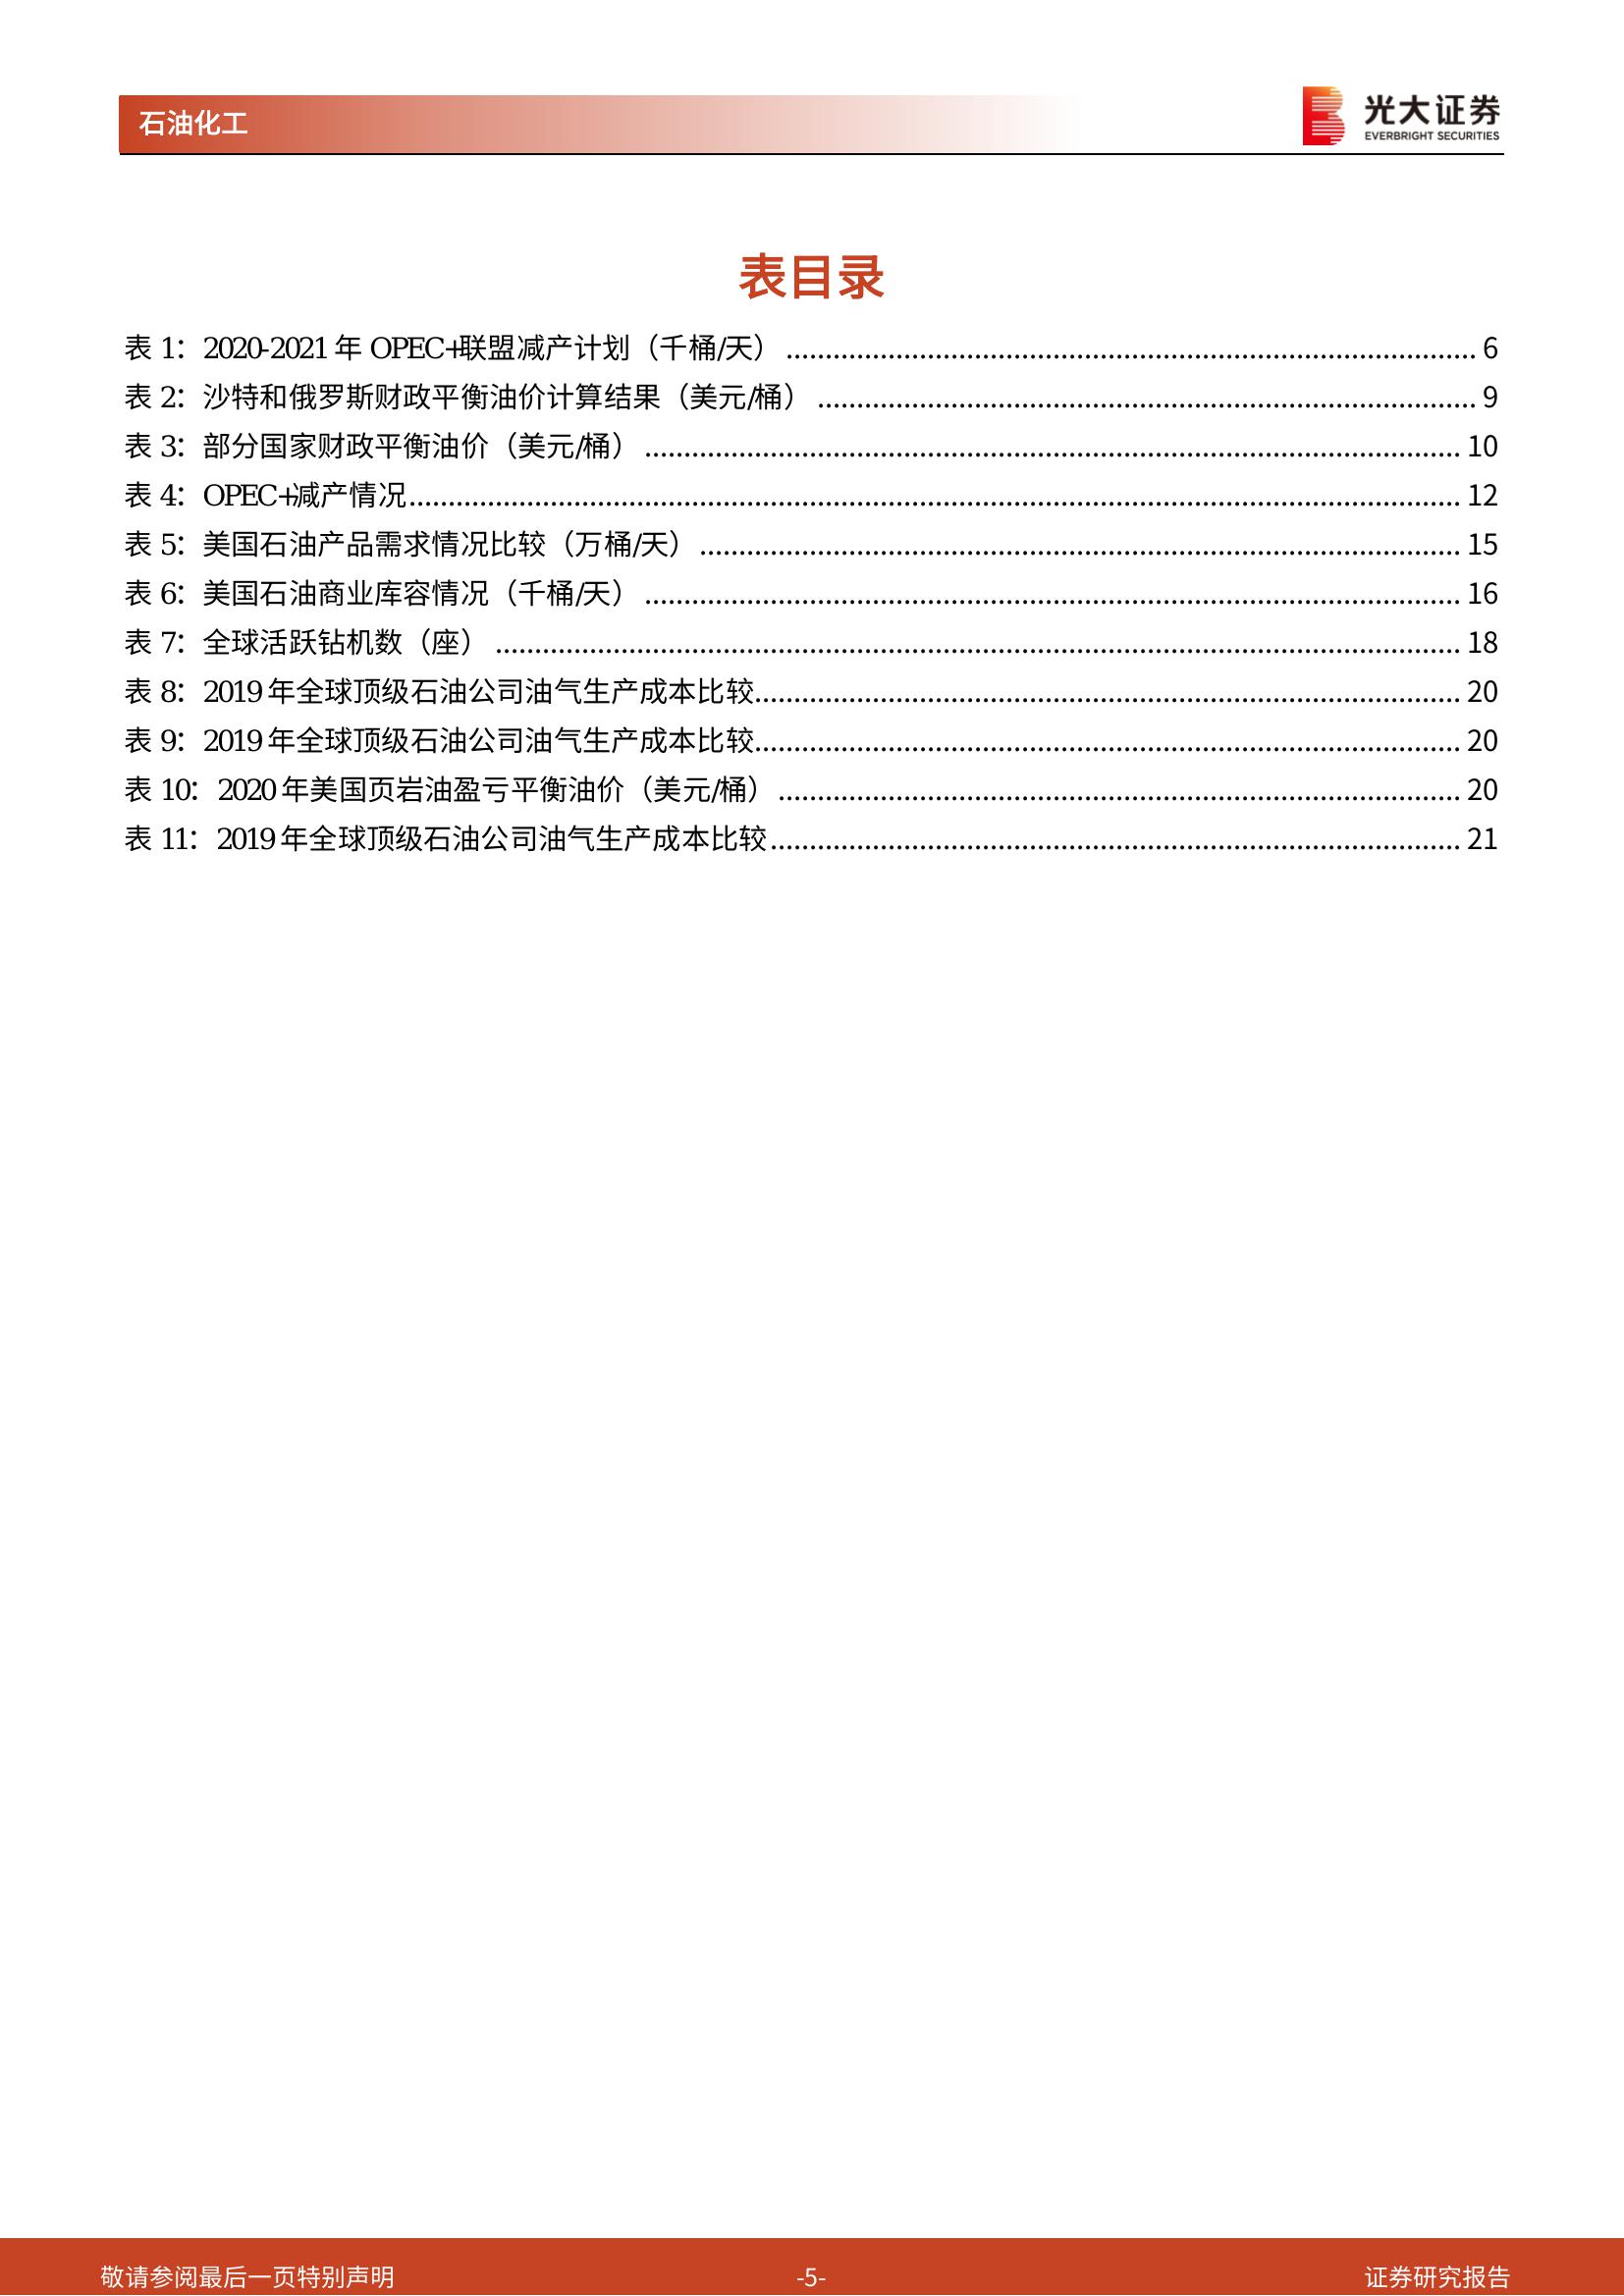 石油化工
光大证券
EVERBRIGHT SECURITIES
表目录
表 1：2020-2021 年 OPEC+联盟减产计划（千桶/天） ........................................ 6
表 2：沙特和俄罗斯财政平衡油价计算结果（美元/桶） ........................................ 9
表 3：部分国家财政平衡油价（美元/桶） ........................................ 10
表 4：OPEC+减产情况 ........................................ 12
表 5：美国石油产品需求情况比较（万桶/天） ........................................ 15
表 6：美国石油商业库容情况（千桶/天） ........................................ 16
表 7：全球活跃钻机数（座） ........................................ 18
表 8：2019 年全球顶级石油公司油气生产成本比较 ........................................ 20
表 9：2019 年全球顶级石油公司油气生产成本比较 ........................................ 20
表 10：2020 年美国页岩油盈亏平衡油价（美元/桶） ........................................ 20
表 11：2019 年全球顶级石油公司油气生产成本比较 ........................................ 21
敬请参阅最后一页特别声明 -5- 证券研究报告